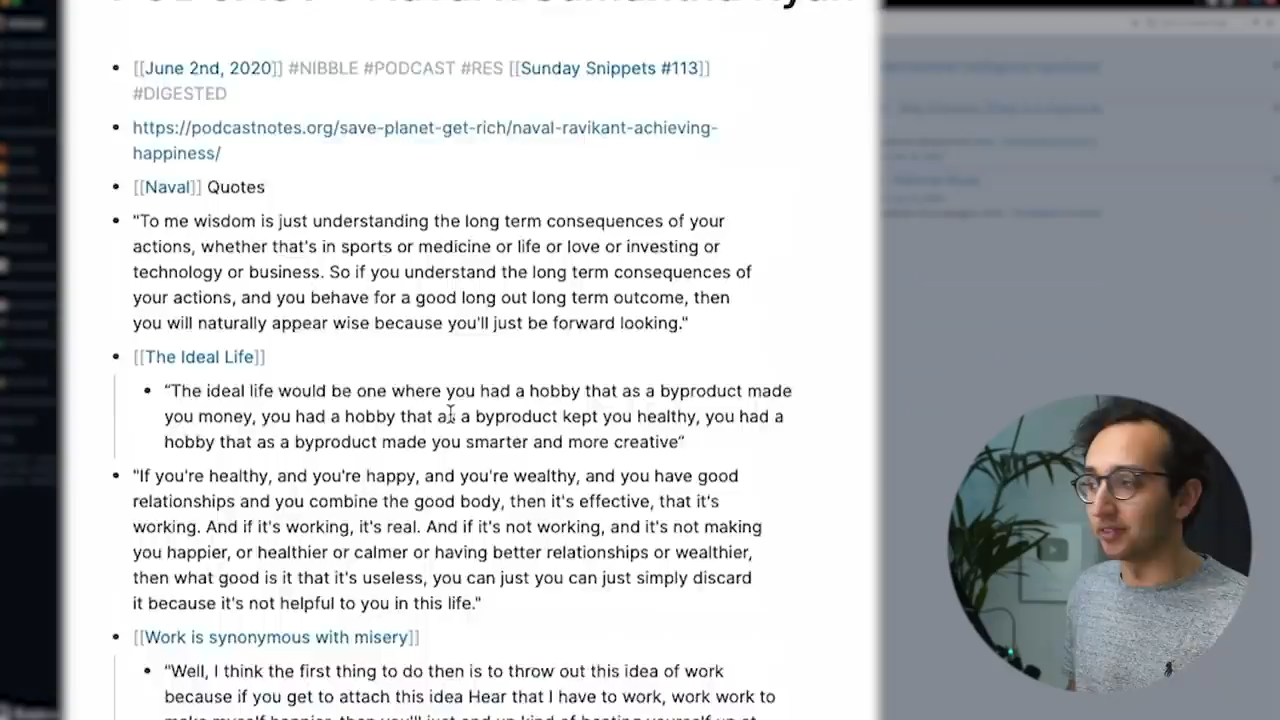 [[June 2nd, 2020]] #NIBBLE #PODCAST #RES [[Sunday Snippets #113]]
#DIGESTED
https://podcastnotes.org/save-planet-get-rich/naval-ravikant-achieving-
happiness/
[[Naval]] Quotes
"To me wisdom is just understanding the long term consequences of your
actions, whether that's in sports or medicine or life or love or investing or
technology or business. So if you understand the long term consequences of
your actions, and you behave for a good long out long term outcome, then
you will naturally appear wise because you'll just be forward looking."
[[The Ideal Life]]
“The ideal life would be one where you had a hobby that as a byproduct made
you money, you had a hobby that as a byproduct kept you healthy, you had a
hobby that as a byproduct made you smarter and more creative”
"If you're healthy, and you're happy, and you're wealthy, and you have good
relationships and you combine the good body, then it's effective, that it's
working. And if it's working, it's real. And if it's not working, and it's not making
you happier, or healthier or calmer or having better relationships or wealthier,
then what good is it that it's useless, you can just you can just simply discard
it because it's not helpful to you in this life."
[[Work is synonymous with misery]]
"Well, I think the first thing to do then is to throw out this idea of work
because if you get to attach this idea Hear that I have to work, work work to